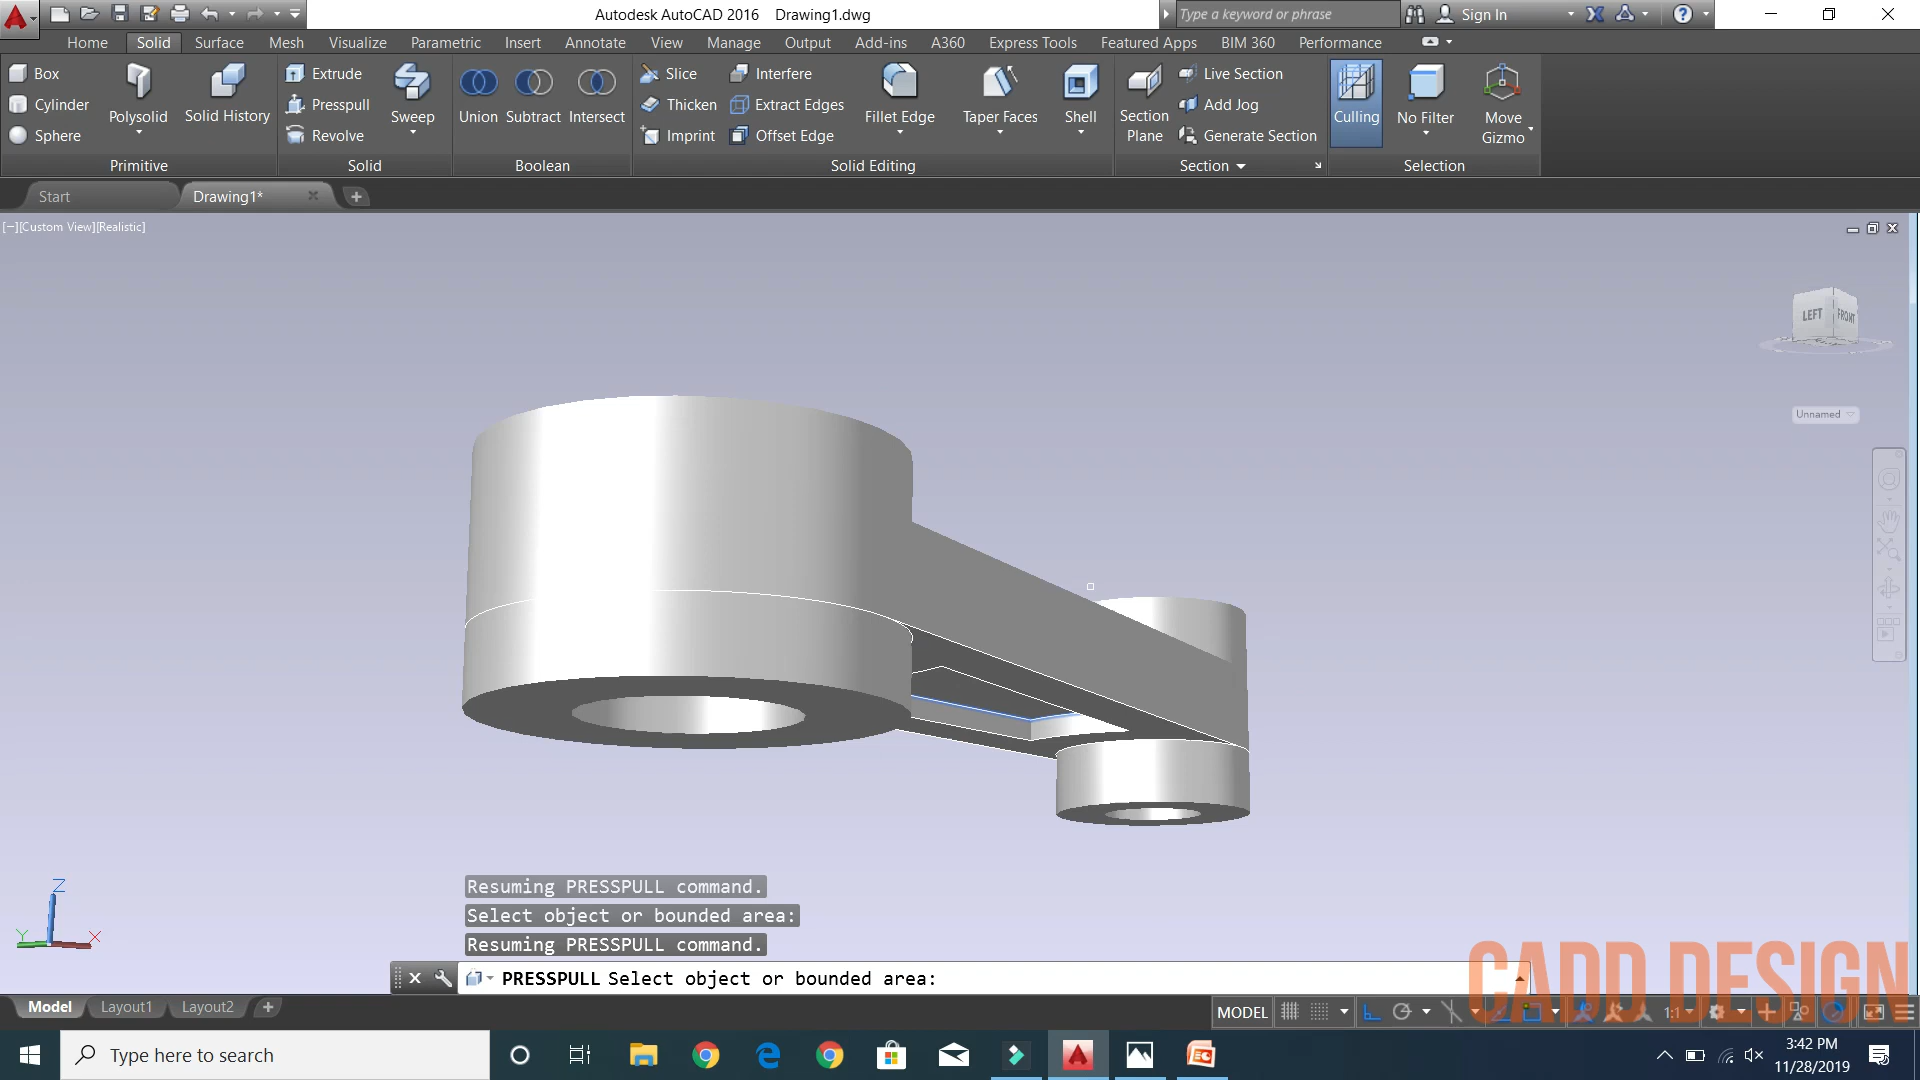 Autodesk AutoCAD 2016 Drawing1.dwg
Type a keyword or phrase
Sign In
Home Solid Surface Mesh Visualize Parametric Insert Annotate View Manage Output Add-ins A360 Express Tools Featured Apps BIM 360 Performance
Box
Cylinder
Sphere
Polysolid
Solid History
Primitive
Extrude
Presspull
Revolve
Sweep
Solid
Union
Subtract
Intersect
Boolean
Slice
Thicken
Imprint
Interfere
Extract Edges
Offset Edge
Fillet Edge
Taper Faces
Shell
Solid Editing
Section
Plane
Live Section
Add Jog
Generate Section
Section
Culling
No Filter
Move
Gizmo
Selection
Start
Drawing1*
[−][Custom View][Realistic]
LEFT
FRONT
Unnamed
Z
Y
X
Resuming PRESSPULL command.
Select object or bounded area:
Resuming PRESSPULL command.
PRESSPULL Select object or bounded area:
CADD DESIGN
Model Layout1 Layout2
MODEL
1:1
Type here to search
3:42 PM
11/28/2019